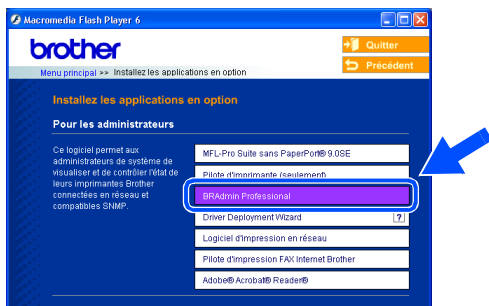 Macromedia Flash Player 6
brother
Quitter
Précédent
Menu principal >> Installez les applications en option
Installez les applications en option
Pour les administrateurs
Ce logiciel permet aux
administrateurs de système de
visualiser et de contrôler l'état de
leurs imprimantes Brother
connectées en réseau et
compatibles SNMP.
MFL-Pro Suite sans PaperPort® 9.0SE
Pilote d'imprimante (seulement)
BRAdmin Professional
Driver Deployment Wizard ?
Logiciel d'impression en réseau
Pilote d'impression FAX Internet Brother
Adobe® Acrobat® Reader®